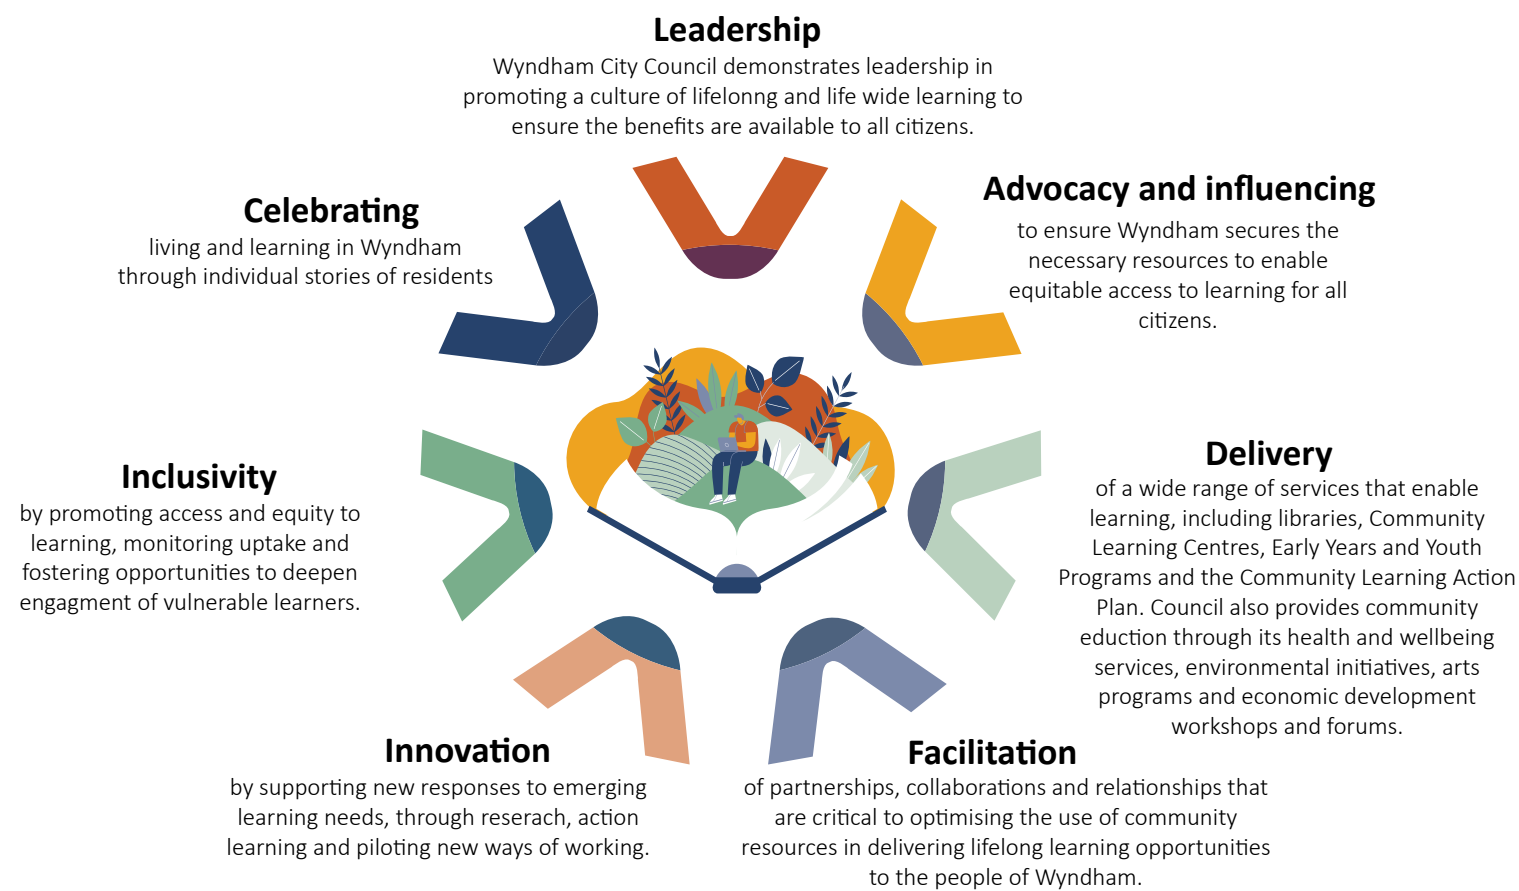 Leadership
Wyndham City Council demonstrates leadership in
promoting a culture of lifelonng and life wide learning to
ensure the benefits are available to all citizens.
Advocacy and influencing
to ensure Wyndham secures the
necessary resources to enable
equitable access to learning for all
citizens.
Celebrating
living and learning in Wyndham
through individual stories of residents
Delivery
of a wide range of services that enable
learning, including libraries, Community
Learning Centres, Early Years and Youth
Programs and the Community Learning Action
Plan. Council also provides community
eduction through its health and wellbeing
services, environmental initiatives, arts
programs and economic development
workshops and forums.
Inclusivity
by promoting access and equity to
learning, monitoring uptake and
fostering opportunities to deepen
engagment of vulnerable learners.
Innovation
by supporting new responses to emerging
learning needs, through reserach, action
learning and piloting new ways of working.
Facilitation
of partnerships, collaborations and relationships that
are critical to optimising the use of community
resources in delivering lifelong learning opportunities
to the people of Wyndham.